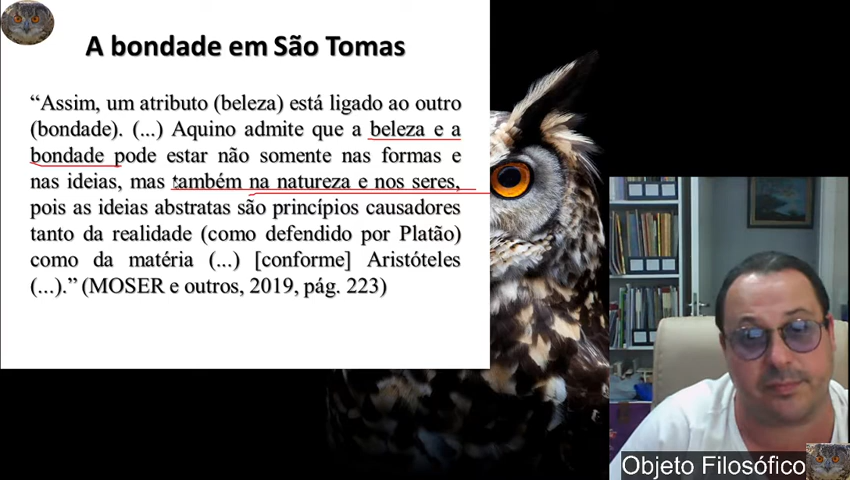 A bondade em São Tomas
“Assim, um atributo (beleza) está ligado ao outro
(bondade). (...) Aquino admite que a beleza e a
bondade pode estar não somente nas formas e
nas ideias, mas também na natureza e nos seres,
pois as ideias abstratas são princípios causadores
tanto da realidade (como defendido por Platão)
como da matéria (...) [conforme] Aristóteles
(...).” (MOSER e outros, 2019, pág. 223)
Objeto Filosófico